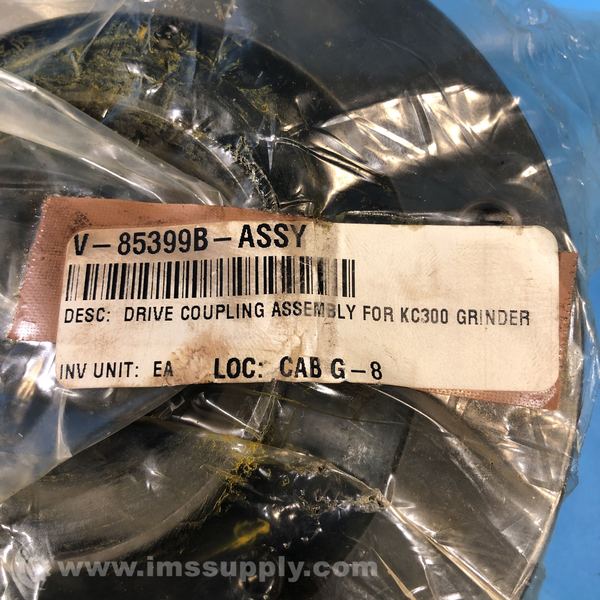 V-85399B-ASSY
DESC: DRIVE COUPLING ASSEMBLY FOR KC300 GRINDER
INV UNIT: EA LOC: CAB G-8
www.imssupply.com